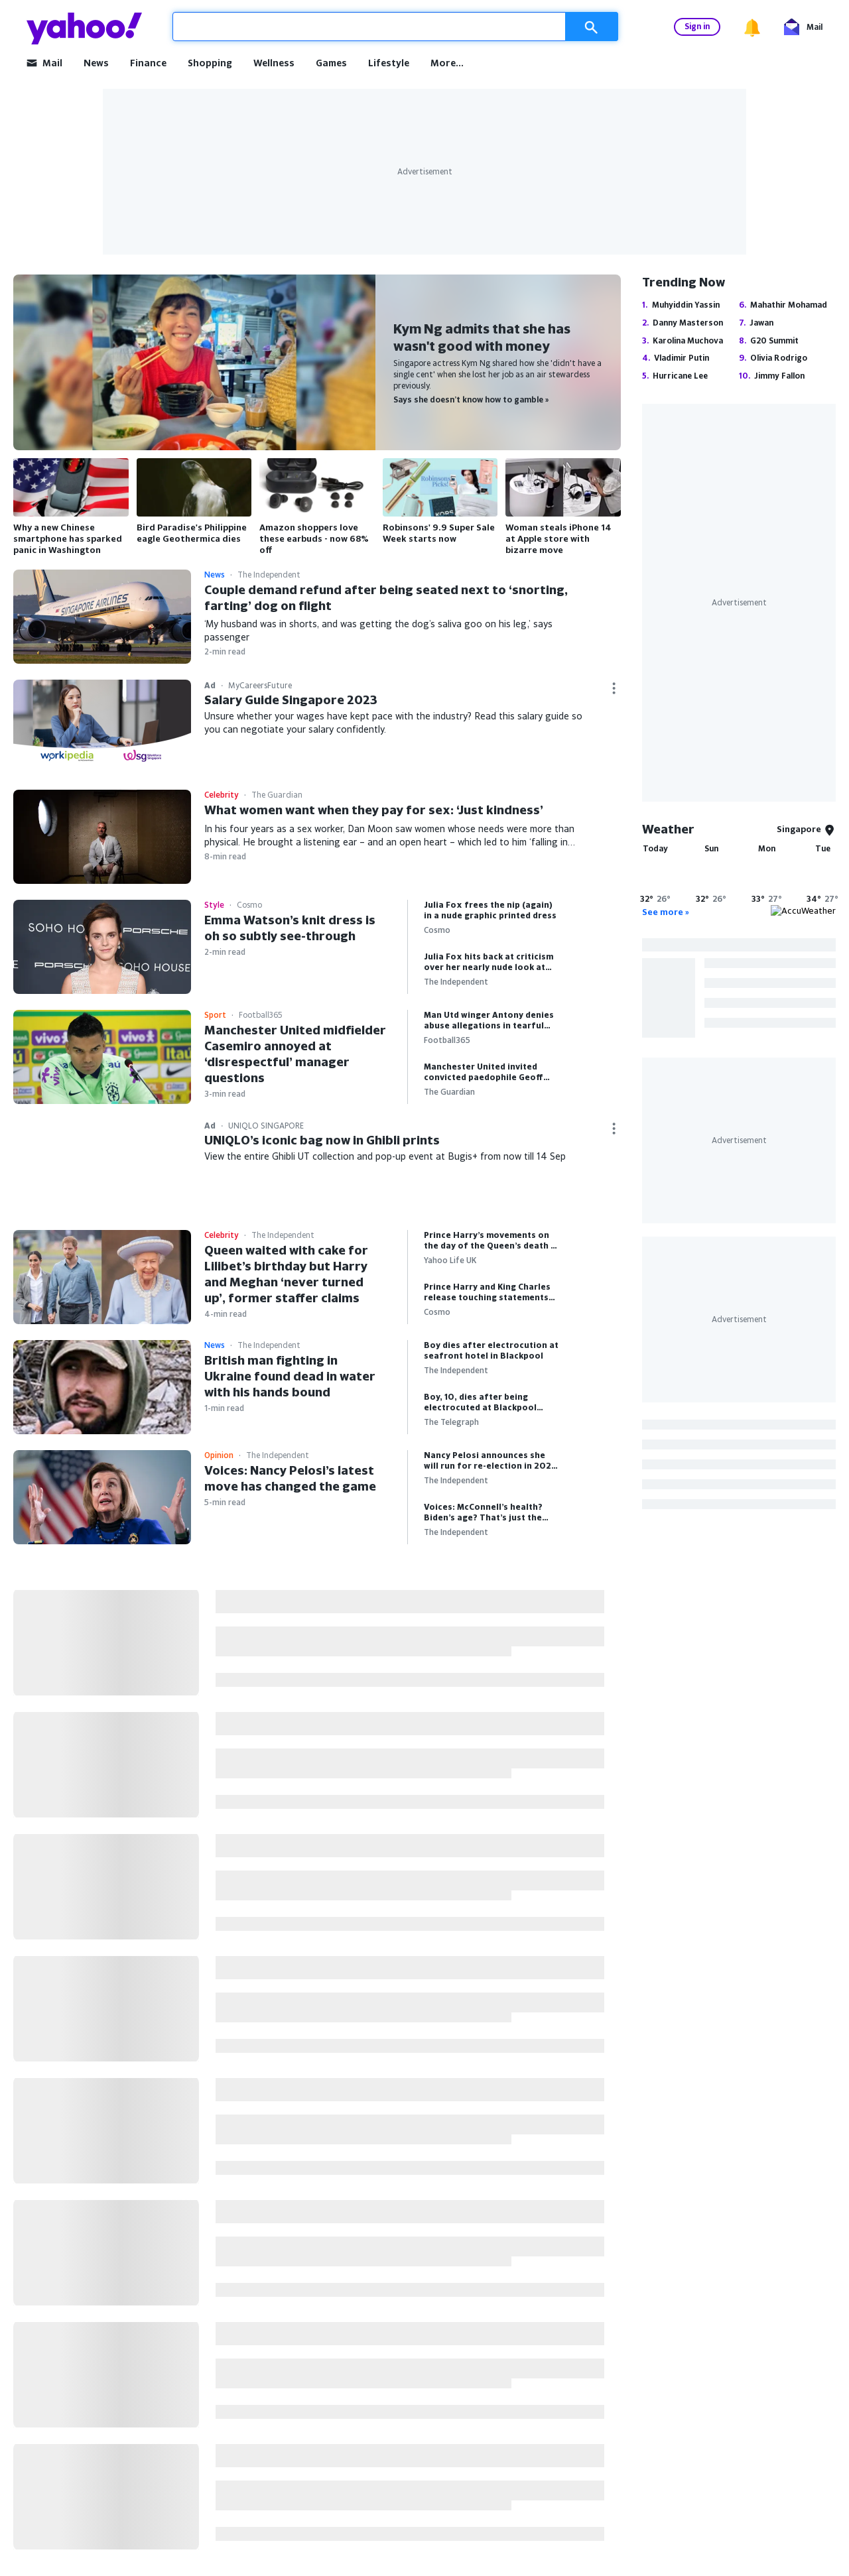 yahoo!
Sign in
Mail
Mail
News
Finance
Shopping
Wellness
Games
Lifestyle
More...
Advertisement
Kym Ng admits that she has
wasn't good with money
Singapore actress Kym Ng shared how she 'didn't have a
single cent' when she lost her job as an air stewardess
previously.
Says she doesn't know how to gamble »
Why a new Chinese
smartphone has sparked
panic in Washington
Bird Paradise's Philippine
eagle Geothermica dies
Amazon shoppers love
these earbuds - now 68%
off
Robinsons' 9.9 Super Sale
Week starts now
Woman steals iPhone 14
at Apple store with
bizarre move
SINGAPORE AIRLINES
News · The Independent
Couple demand refund after being seated next to ‘snorting,
farting’ dog on flight
‘My husband was in shorts, and was getting the dog’s saliva goo on his leg,’ says
passenger
2-min read
workipedia
wsg
Ad · MyCareersFuture
Salary Guide Singapore 2023
Unsure whether your wages have kept pace with the industry? Read this salary guide so
you can negotiate your salary confidently.
Celebrity · The Guardian
What women want when they pay for sex: ‘Just kindness’
In his four years as a sex worker, Dan Moon saw women whose needs were more than
physical. He brought a listening ear – and an open heart – which led to him ‘falling in...
8-min read
SOHO HO
PORSCHE
SOHO HOUSE
Style · Cosmo
Emma Watson’s knit dress is
oh so subtly see-through
2-min read
Julia Fox frees the nip (again)
in a nude graphic printed dress
Cosmo
Julia Fox hits back at criticism
over her nearly nude look at...
The Independent
vivo
vivo
Itaú
Sport · Football365
Manchester United midfielder
Casemiro annoyed at
‘disrespectful’ manager
questions
3-min read
Man Utd winger Antony denies
abuse allegations in tearful...
Football365
Manchester United invited
convicted paedophile Geoff...
The Guardian
Ad · UNIQLO SINGAPORE
UNIQLO’s iconic bag now in Ghibli prints
View the entire Ghibli UT collection and pop-up event at Bugis+ from now till 14 Sep
Celebrity · The Independent
Queen waited with cake for
Lilibet’s birthday but Harry
and Meghan ‘never turned
up’, former staffer claims
4-min read
Prince Harry’s movements on
the day of the Queen’s death ...
Yahoo Life UK
Prince Harry and King Charles
release touching statements...
Cosmo
News · The Independent
British man fighting in
Ukraine found dead in water
with his hands bound
1-min read
Boy dies after electrocution at
seafront hotel in Blackpool
The Independent
Boy, 10, dies after being
electrocuted at Blackpool...
The Telegraph
Opinion · The Independent
Voices: Nancy Pelosi’s latest
move has changed the game
5-min read
Nancy Pelosi announces she
will run for re-election in 202...
The Independent
Voices: McConnell’s health?
Biden’s age? That’s just the...
The Independent
Trending Now
1. Muhyiddin Yassin
2. Danny Masterson
3. Karolina Muchova
4. Vladimir Putin
5. Hurricane Lee
6. Mahathir Mohamad
7. Jawan
8. G20 Summit
9. Olivia Rodrigo
10. Jimmy Fallon
Advertisement
Weather
Singapore
Today Sun Mon Tue
32° 26° 32° 26° 33° 27° 34° 27°
See more »
AccuWeather
Advertisement
Advertisement